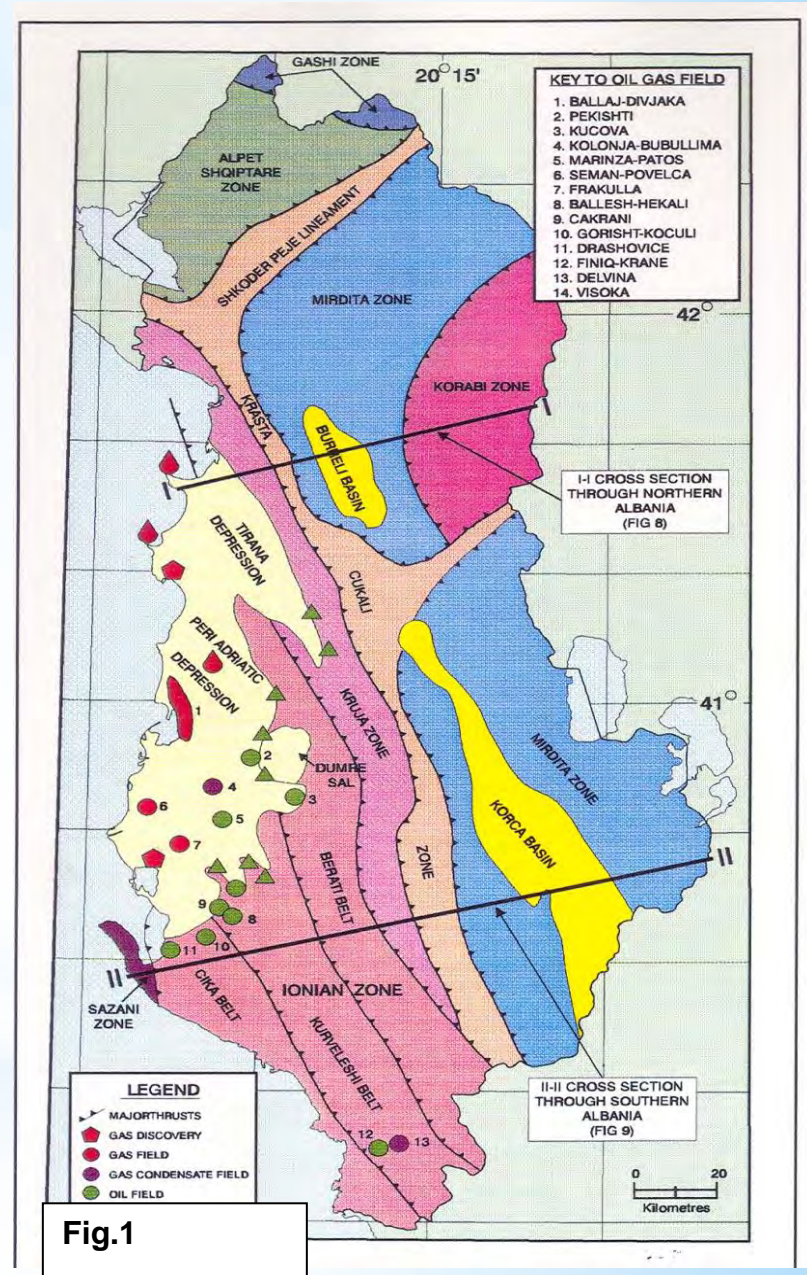 GASHI ZONE
20° 15'
KEY TO OIL GAS FIELD
1. BALLAJ-DIVJAKA
2. PEKISHTI
3. KUCOVA
4. KOLONJA-BUBULLIMA
5. MARINZA-PATOS
6. SEMAN-POVELCA
7. FRAKULLA
8. BALLESH-HEKALI
9. CAKRANI
10. GORISHT-KOCULI
11. DRASHOVICE
12. FINIQ-KRANE
13. DELVINA
14. VISOKA
ALPET
SHQIPTARE
ZONE
SHKODER PEJE LINEAMENT
MIRDITA ZONE
42°
KORABI ZONE
I
KRASTA
BURRELI BASIN
I
I-I CROSS SECTION
THROUGH NORTHERN
ALBANIA
(FIG 8)
TIRANA
DEPRESSION
CUKALI
PERI ADRIATIC
DEPRESSION
KRUJA ZONE
41°
1
MIRDITA ZONE
2
DUMRE
SAL
4
3
6
5
KORCA BASIN
7
BERATI BELT
ZONE
II
9
8
10
11
II
SAZANI
ZONE
CIKA BELT
IONIAN ZONE
KURVELESHI BELT
II-II CROSS SECTION
THROUGH SOUTHERN
ALBANIA
(FIG 9)
LEGEND
MAJORTHRUSTS
GAS DISCOVERY
GAS FIELD
GAS CONDENSATE FIELD
OIL FIELD
12
13
0 20
Kilometres
Fig.1